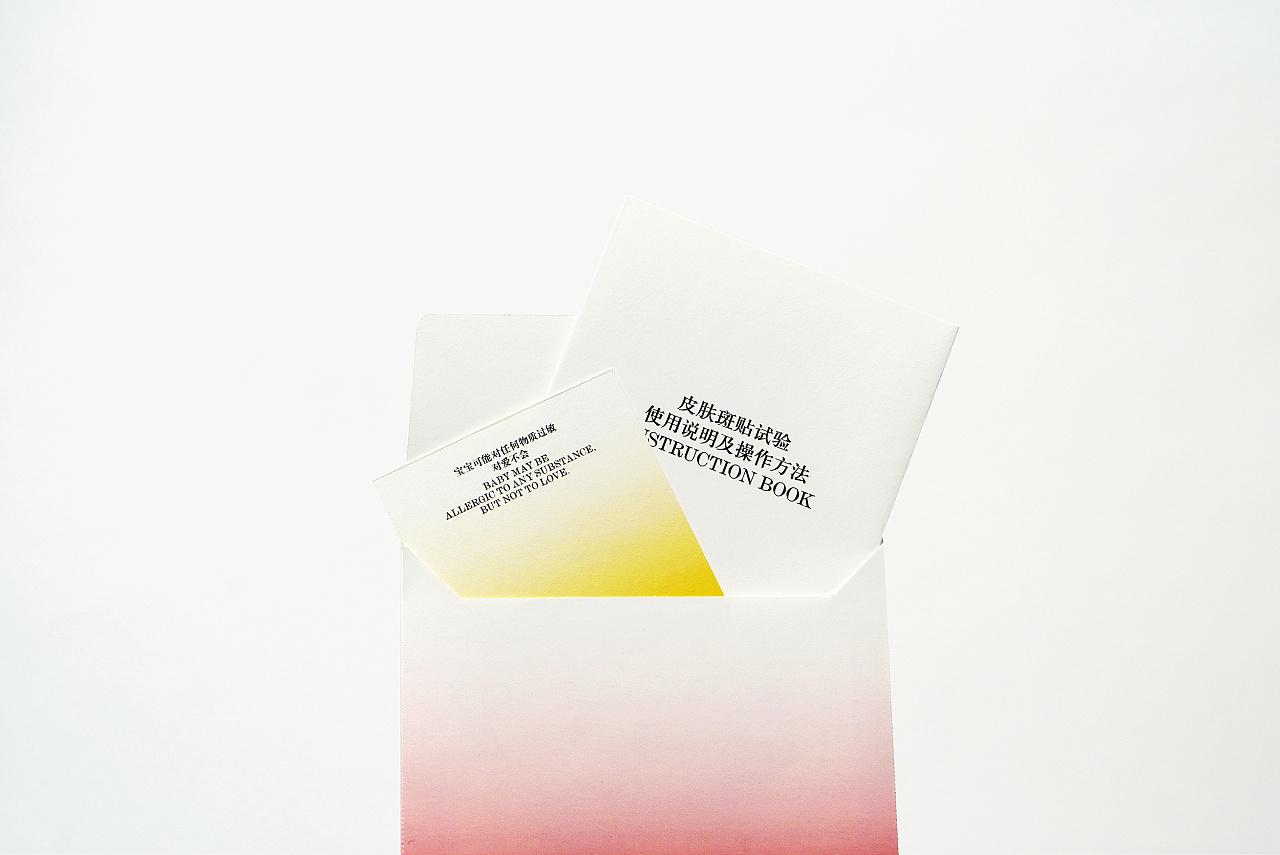 宝宝可能对任何物质过敏
对爱不会
BABY MAY BE
ALLERGIC TO ANY SUBSTANCE,
BUT NOT TO LOVE.
皮肤斑贴试验
使用说明及操作方法
STRUCTION BOOK